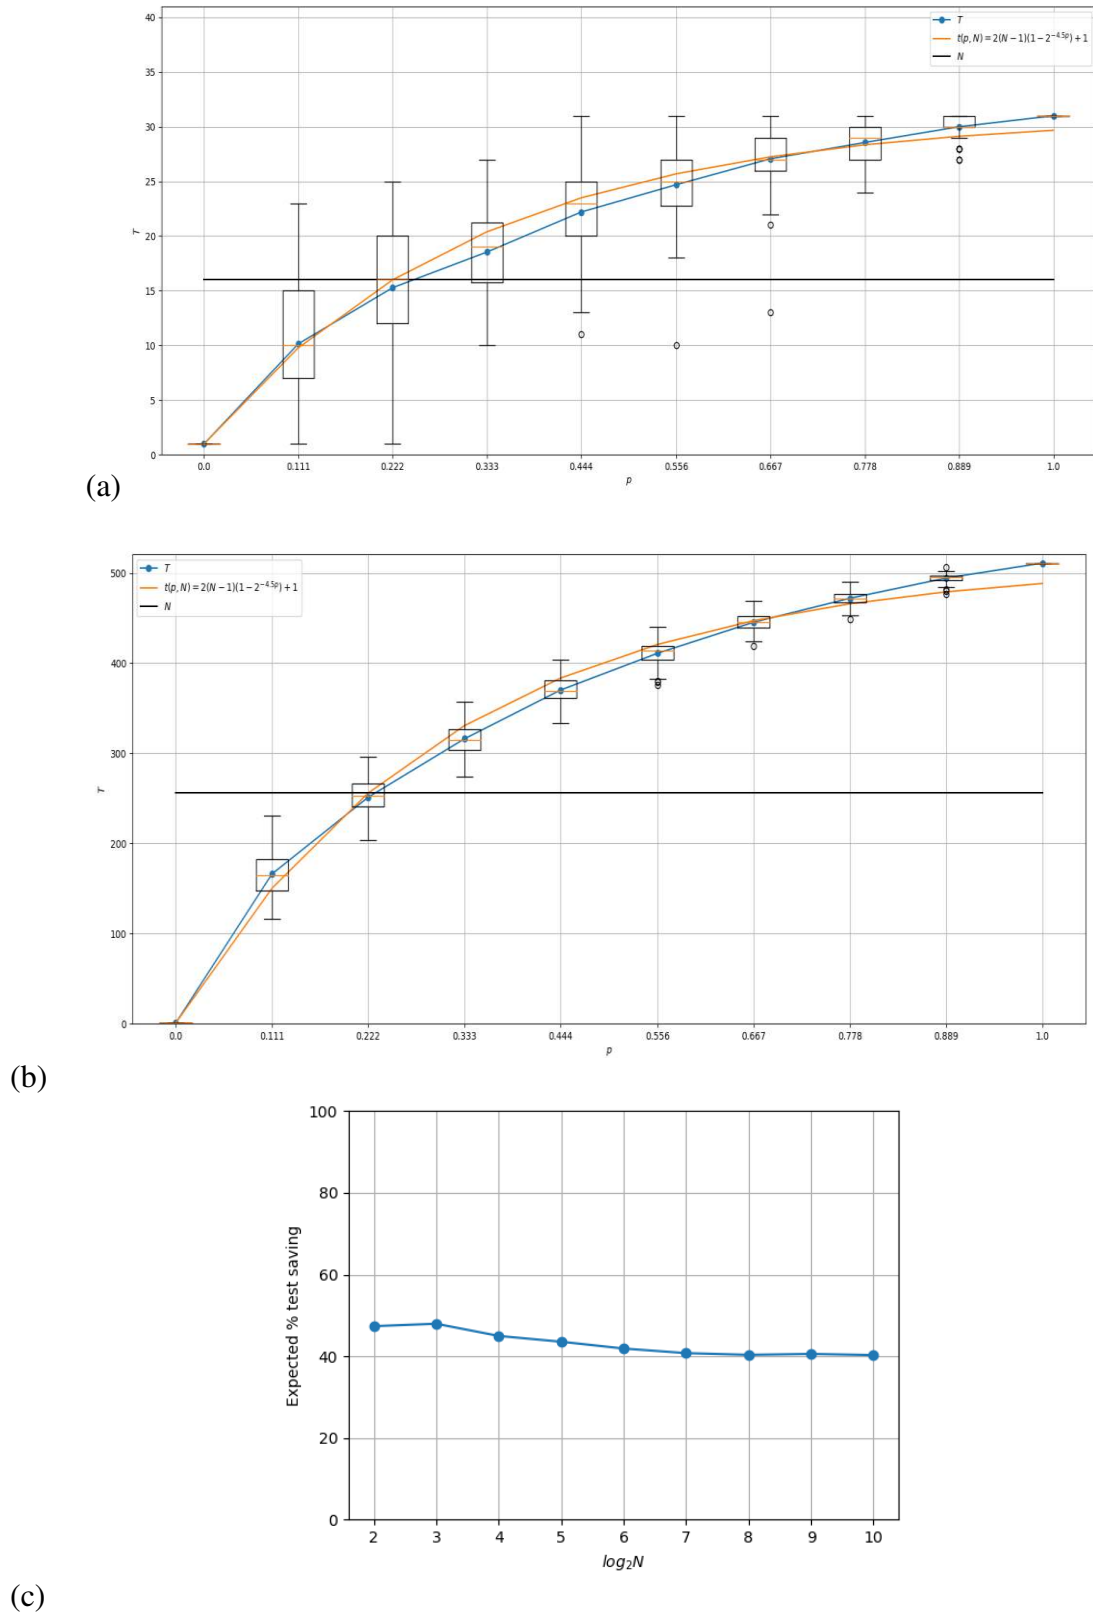 40
35
30
25
20
15
10
5
0
T
T
t(p, N) = 2(N − 1)(1 − 2^{−4.5p}) + 1
N
0.0 0.111 0.222 0.333 0.444 0.556 0.667 0.778 0.889 1.0
p
(a)
500
400
300
200
100
0
T
T
t(p, N) = 2(N − 1)(1 − 2^{−4.5p}) + 1
N
0.0 0.111 0.222 0.333 0.444 0.556 0.667 0.778 0.889 1.0
p
(b)
100
80
60
40
20
0
Expected % test saving
2 3 4 5 6 7 8 9 10
log₂N
(c)